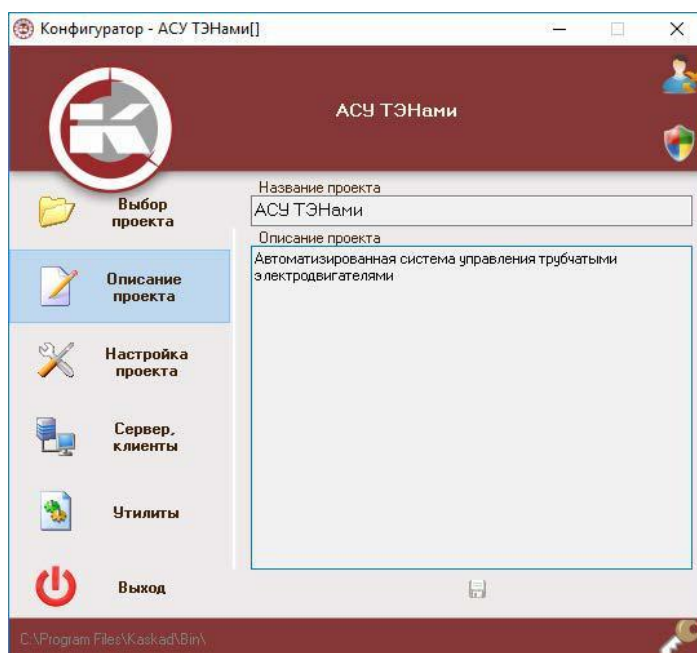 Конфигуратор - АСУ ТЭНами[]
АСУ ТЭНами
Выбор
проекта
Описание
проекта
Настройка
проекта
Сервер,
клиенты
Утилиты
Выход
Название проекта
АСУ ТЭНами
Описание проекта
Автоматизированная система управления трубчатыми
электродвигателями
C:\Program Files\Kaskad\Bin\